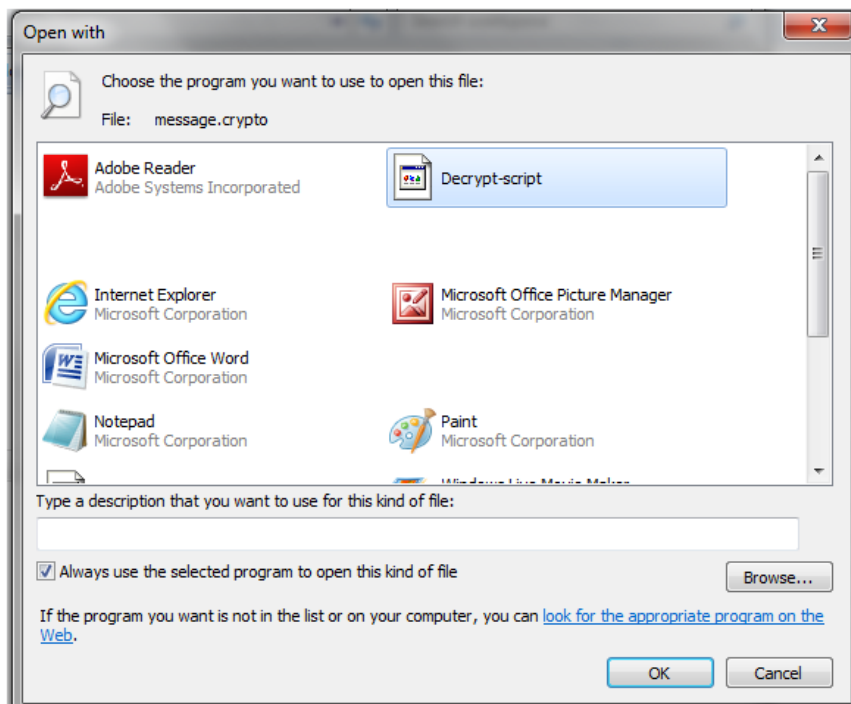 Open with
Choose the program you want to use to open this file:
File: message.crypto
Adobe Reader
Adobe Systems Incorporated
Decrypt-script
Internet Explorer
Microsoft Corporation
Microsoft Office Picture Manager
Microsoft Corporation
Microsoft Office Word
Microsoft Corporation
Notepad
Microsoft Corporation
Paint
Microsoft Corporation
Windows Live Movie Maker
Type a description that you want to use for this kind of file:
Always use the selected program to open this kind of file
Browse...
If the program you want is not in the list or on your computer, you can look for the appropriate program on the
Web.
OK
Cancel